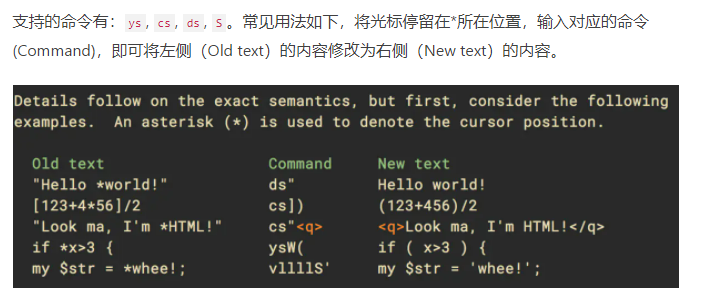 支持的命令有： ys , cs , ds , S 。常见用法如下，将光标停留在*所在位置，输入对应的命令
(Command)，即可将左侧（Old text）的内容修改为右侧（New text）的内容。
Details follow on the exact semantics, but first, consider the following
examples.  An asterisk (*) is used to denote the cursor position.
Old text Command New text
"Hello *world!" ds" Hello world!
[123+4*56]/2 cs]) (123+456)/2
"Look ma, I'm *HTML!" cs"<q> <q>Look ma, I'm HTML!</q>
if *x>3 { ysW( if ( x>3 ) {
my $str = *whee!; vllllS' my $str = 'whee!';